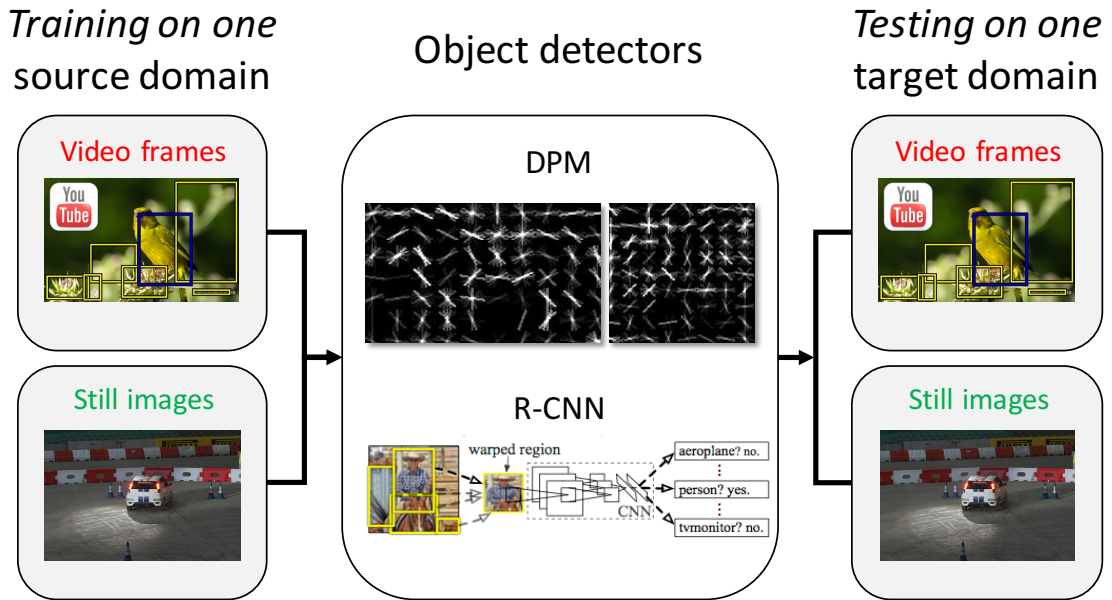 Training on one
source domain
Object detectors
Testing on one
target domain
Video frames
You
Tube
Still images
DPM
R-CNN
warped region
CNN
aeroplane? no.
⋮
person? yes.
⋮
tvmonitor? no.
Video frames
You
Tube
Still images